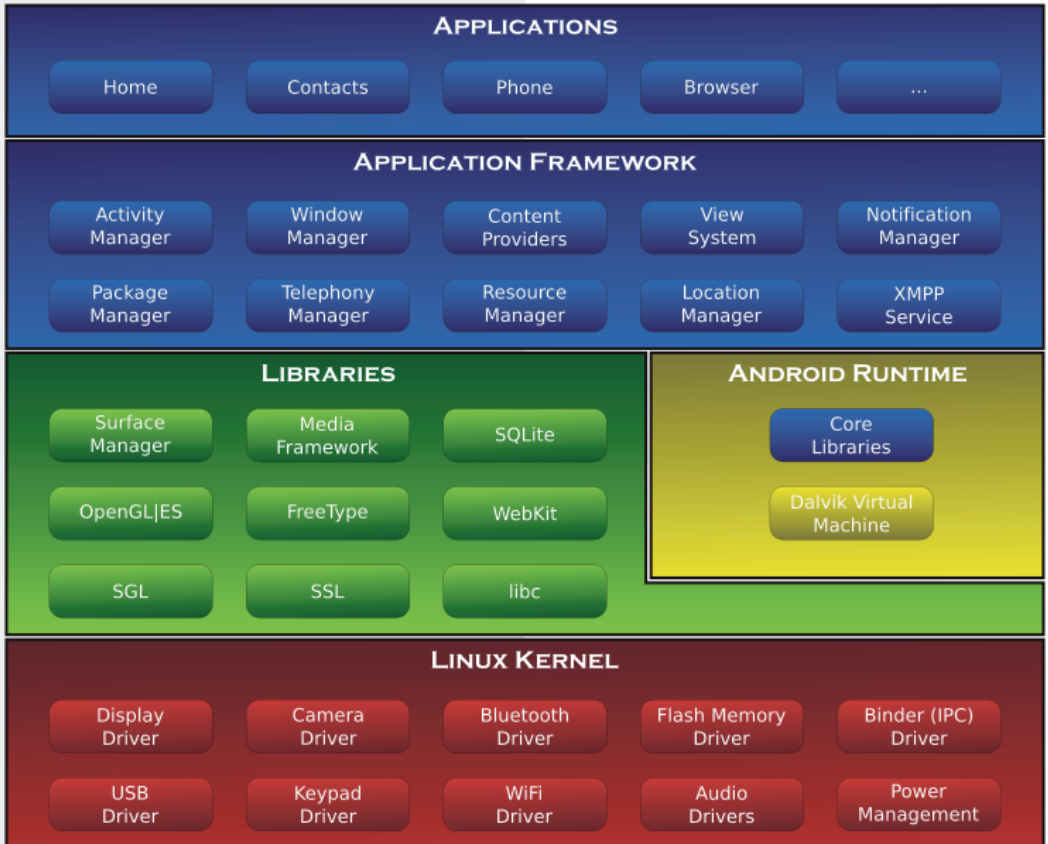 APPLICATIONS
Home
Contacts
Phone
Browser
...
APPLICATION FRAMEWORK
Activity
Manager
Window
Manager
Content
Providers
View
System
Notification
Manager
Package
Manager
Telephony
Manager
Resource
Manager
Location
Manager
XMPP
Service
LIBRARIES
Surface
Manager
Media
Framework
SQLite
OpenGL|ES
FreeType
WebKit
SGL
SSL
libc
ANDROID RUNTIME
Core
Libraries
Dalvik Virtual
Machine
LINUX KERNEL
Display
Driver
Camera
Driver
Bluetooth
Driver
Flash Memory
Driver
Binder (IPC)
Driver
USB
Driver
Keypad
Driver
WiFi
Driver
Audio
Drivers
Power
Management